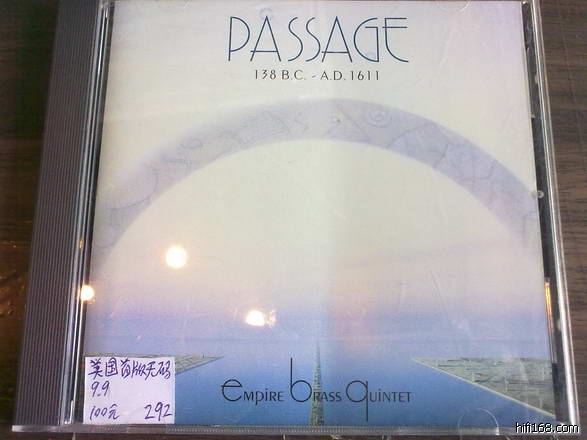 PASSAGE
138 B.C. - A.D. 1611
empire brass quintet
美国首版无码
9.9
100元 292
hifi168.com